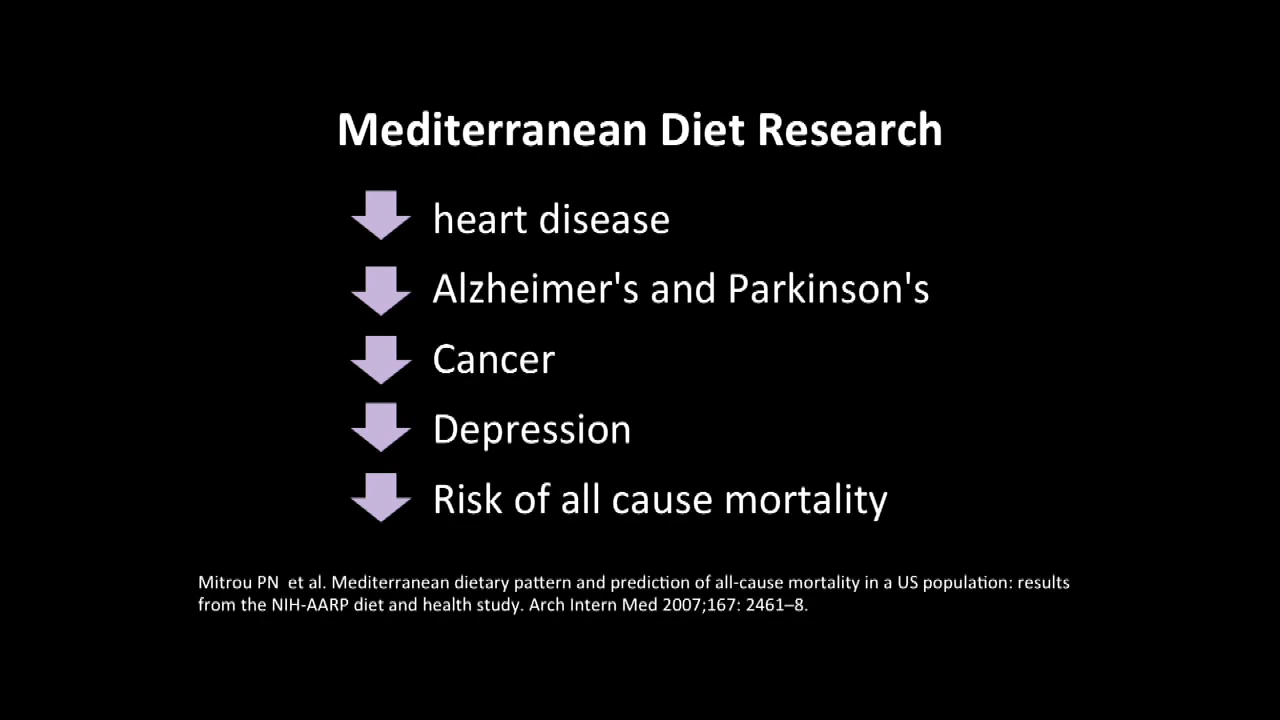 Mediterranean Diet Research
heart disease
Alzheimer's and Parkinson's
Cancer
Depression
Risk of all cause mortality
Mitrou PN  et al. Mediterranean dietary pattern and prediction of all-cause mortality in a US population: results
from the NIH-AARP diet and health study. Arch Intern Med 2007;167: 2461–8.